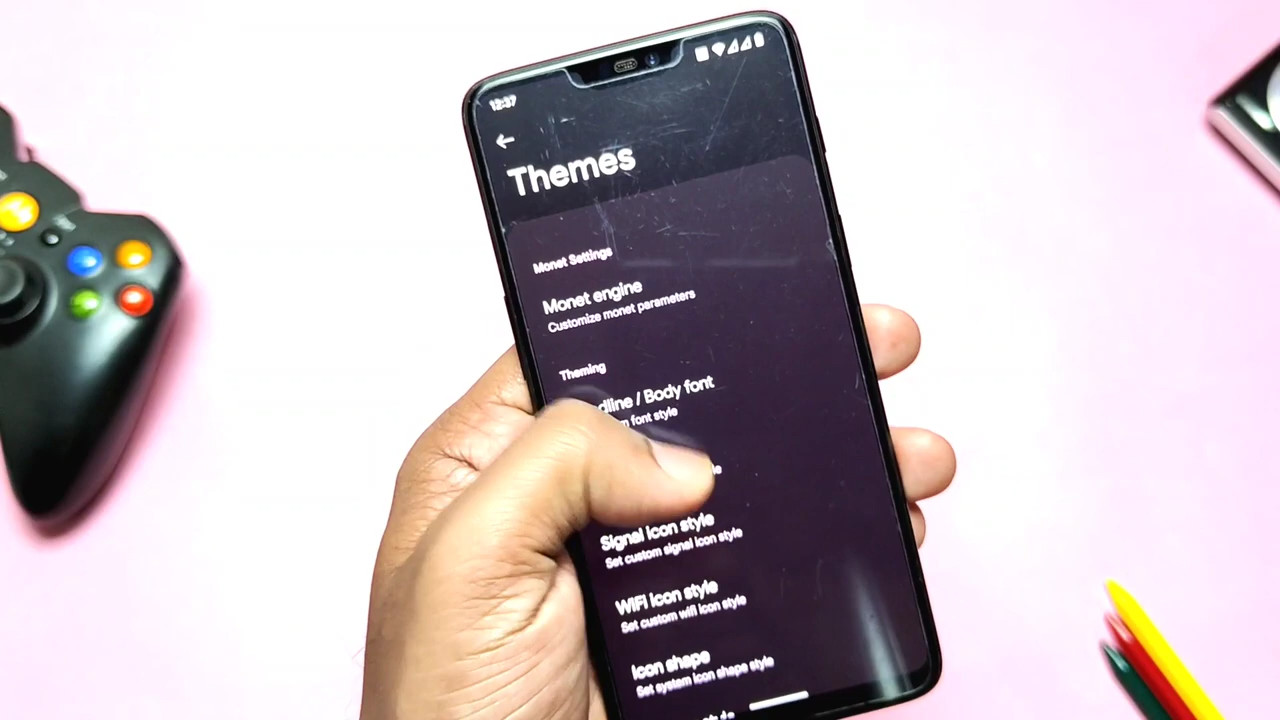 12:37
Themes
Monet Settings
Monet engine
Customize monet parameters
Theming
/ Body font
font style
Signal icon style
Set custom signal icon style
WiFi icon style
Set custom wifi icon style
Icon shape
Set system icon shape style